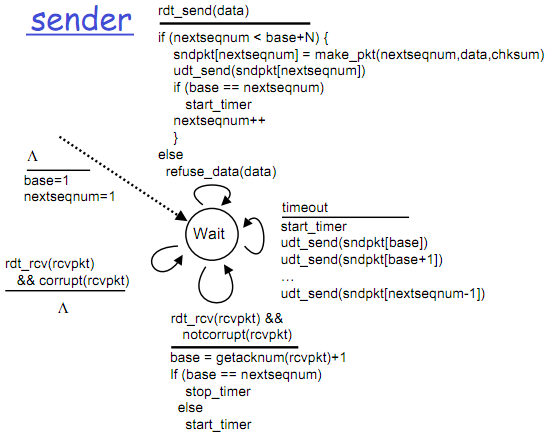 sender
rdt_send(data)
if (nextseqnum < base+N) {
sndpkt[nextseqnum] = make_pkt(nextseqnum,data,chksum)
udt_send(sndpkt[nextseqnum])
if (base == nextseqnum)
start_timer
nextseqnum++
}
else
refuse_data(data)
Λ
base=1
nextseqnum=1
Wait
timeout
start_timer
udt_send(sndpkt[base])
udt_send(sndpkt[base+1])
…
udt_send(sndpkt[nextseqnum-1])
rdt_rcv(rcvpkt)
&& corrupt(rcvpkt)
Λ
rdt_rcv(rcvpkt) &&
notcorrupt(rcvpkt)
base = getacknum(rcvpkt)+1
If (base == nextseqnum)
stop_timer
else
start_timer